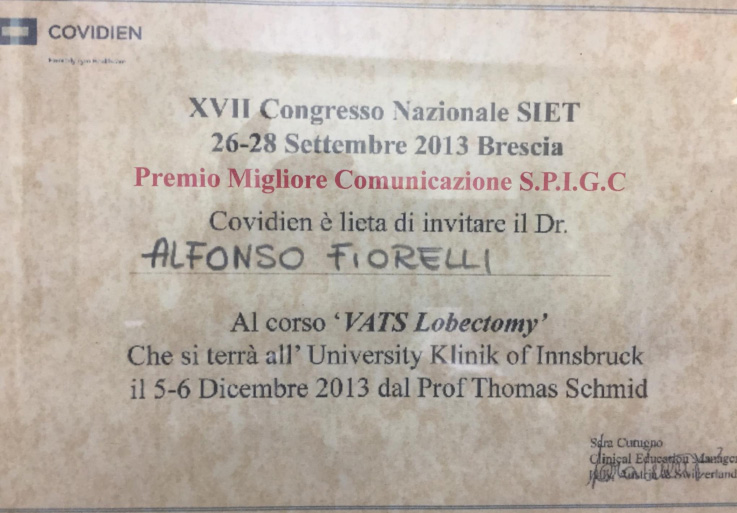 COVIDIEN
XVII Congresso Nazionale SIET
26-28 Settembre 2013 Brescia
Premio Migliore Comunicazione S.P.I.G.C
Covidien è lieta di invitare il Dr.
ALFONSO FIORELLI
Al corso ‘VATS Lobectomy’
Che si terrà all’ University Klinik of Innsbruck
il 5-6 Dicembre 2013 dal Prof Thomas Schmid
Sara
Clinical Education Manager
Austria & Switzerland